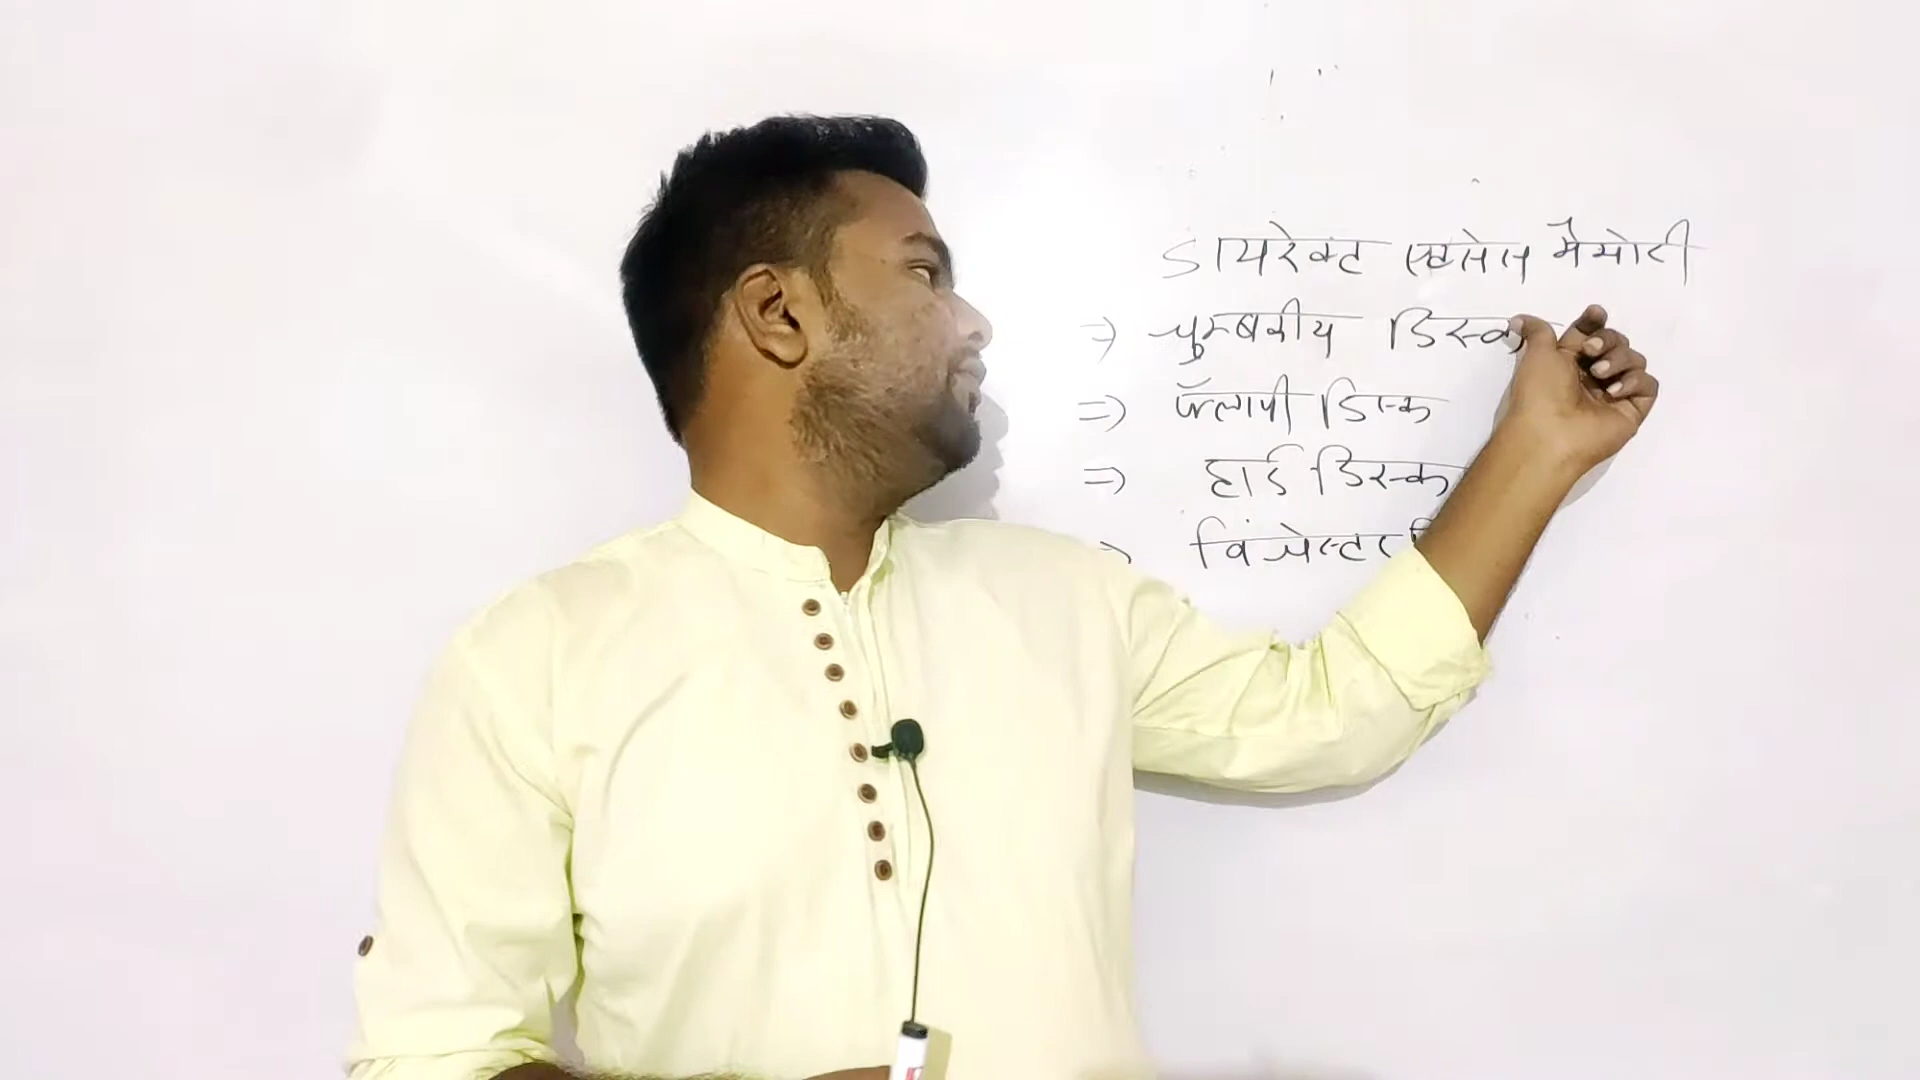 डायरेक्ट एक्सेस मैमोरी
⇒ चुम्बकीय डिस्क
⇒ फ्लापी डिस्क
⇒ हार्ड डिस्क